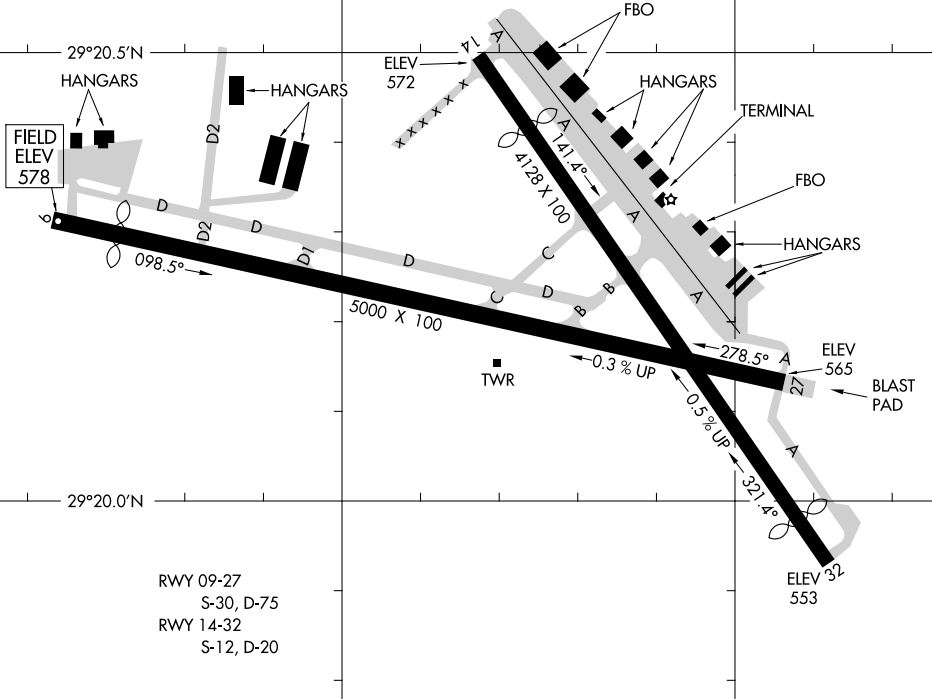 FBO
14
A
29°20.5'N
ELEV
572
HANGARS
HANGARS
HANGARS
X X X X X X X
TERMINAL
D2
A
FIELD
ELEV
578
141.4°
4128 X 100
FBO
9
D
D
D2
A
HANGARS
098.5°
D1
D
C
C
D
B
B
A
5000 X 100
278.5°
A
ELEV
565
0.3 % UP
TWR
27
BLAST
PAD
0.5 % UP
A
321.4°
29°20.0'N
32
ELEV
553
RWY 09-27
S-30, D-75
RWY 14-32
S-12, D-20